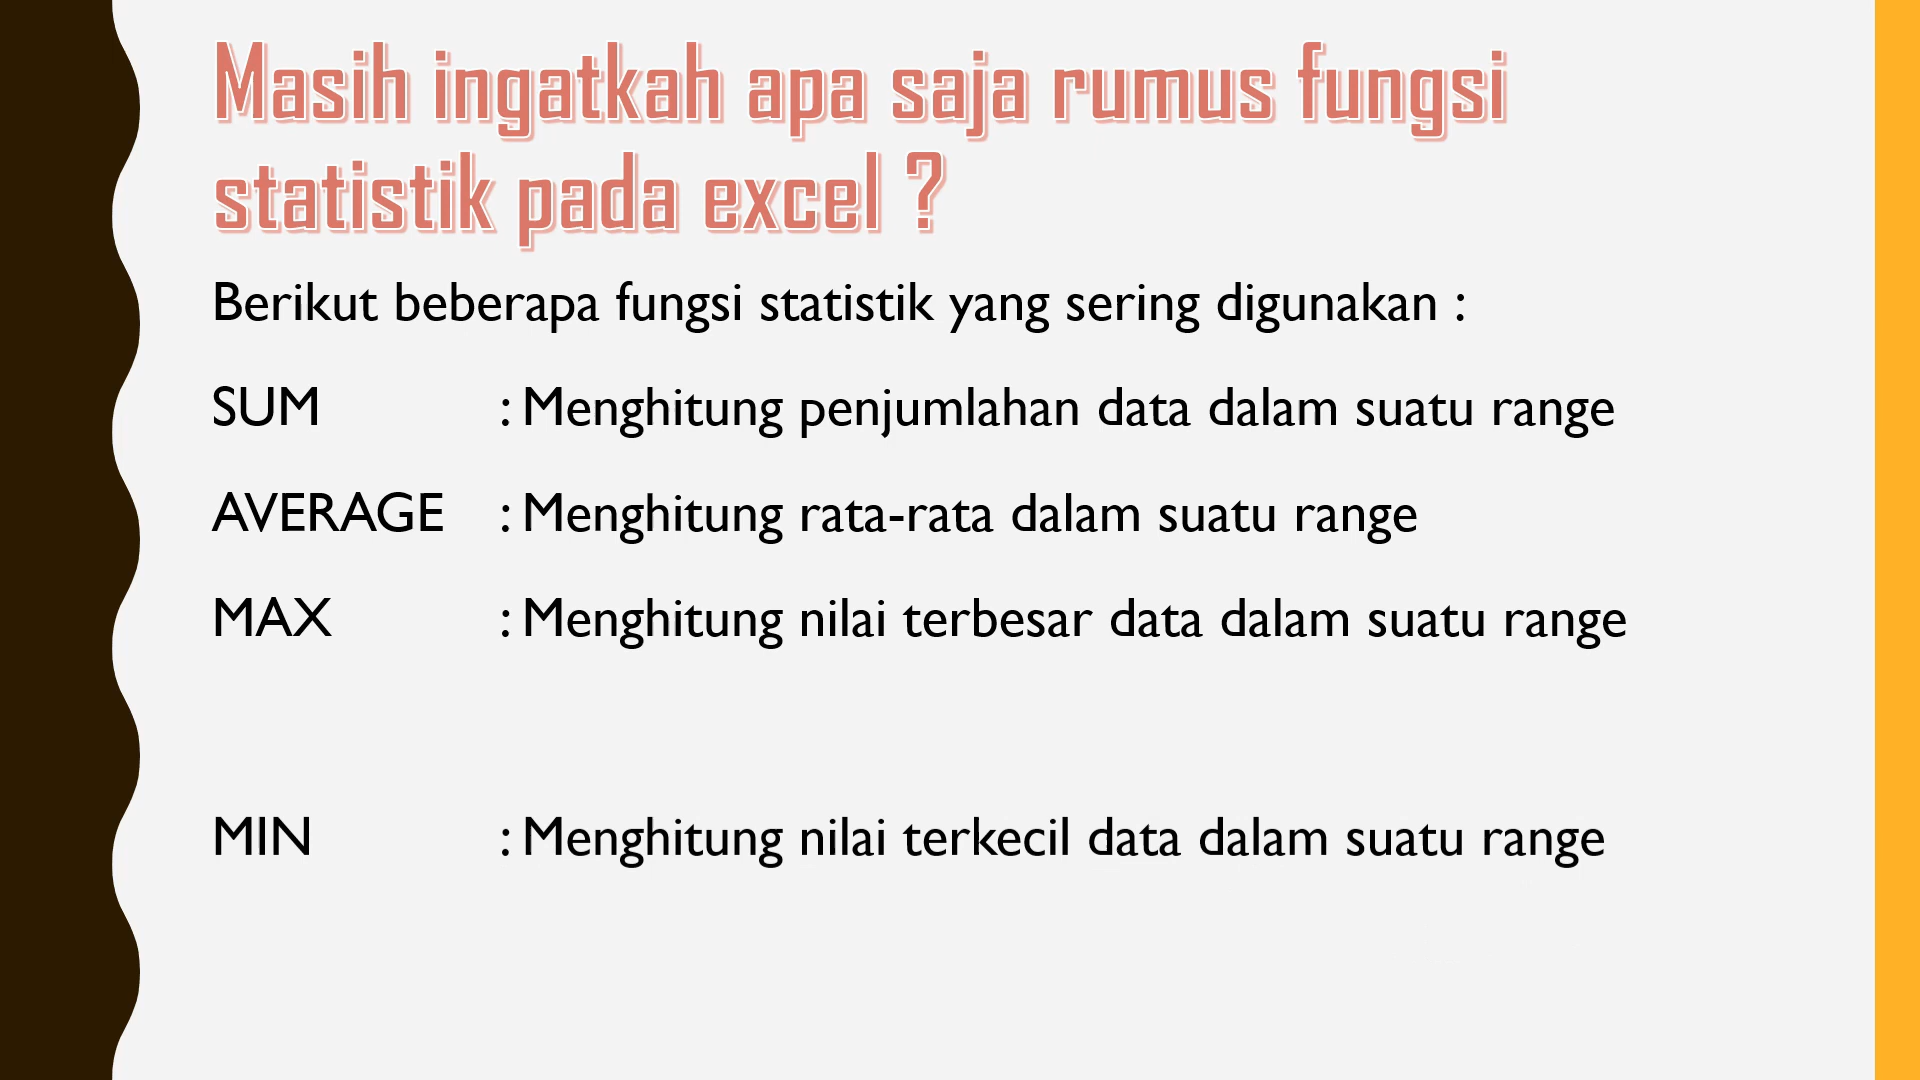 Masih ingatkah apa saja rumus fungsi
statistik pada excel ?
Berikut beberapa fungsi statistik yang sering digunakan :
SUM : Menghitung penjumlahan data dalam suatu range
AVERAGE : Menghitung rata-rata dalam suatu range
MAX : Menghitung nilai terbesar data dalam suatu range
MIN : Menghitung nilai terkecil data dalam suatu range